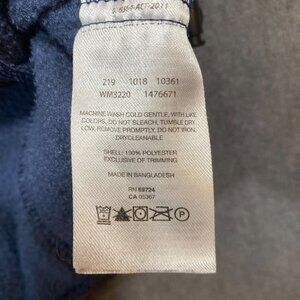 219 1018 10361
WM3220 1476671
MACHINE WASH COLD GENTLE, WITH LIKE
COLORS, DO NOT BLEACH, TUMBLE DRY
LOW, REMOVE PROMPTLY, DO NOT IRON.
DRYCLEANABLE
SHELL: 100% POLYESTER
EXCLUSIVE OF TRIMMING
MADE IN BANGLADESH
RN 69724
CA 05367